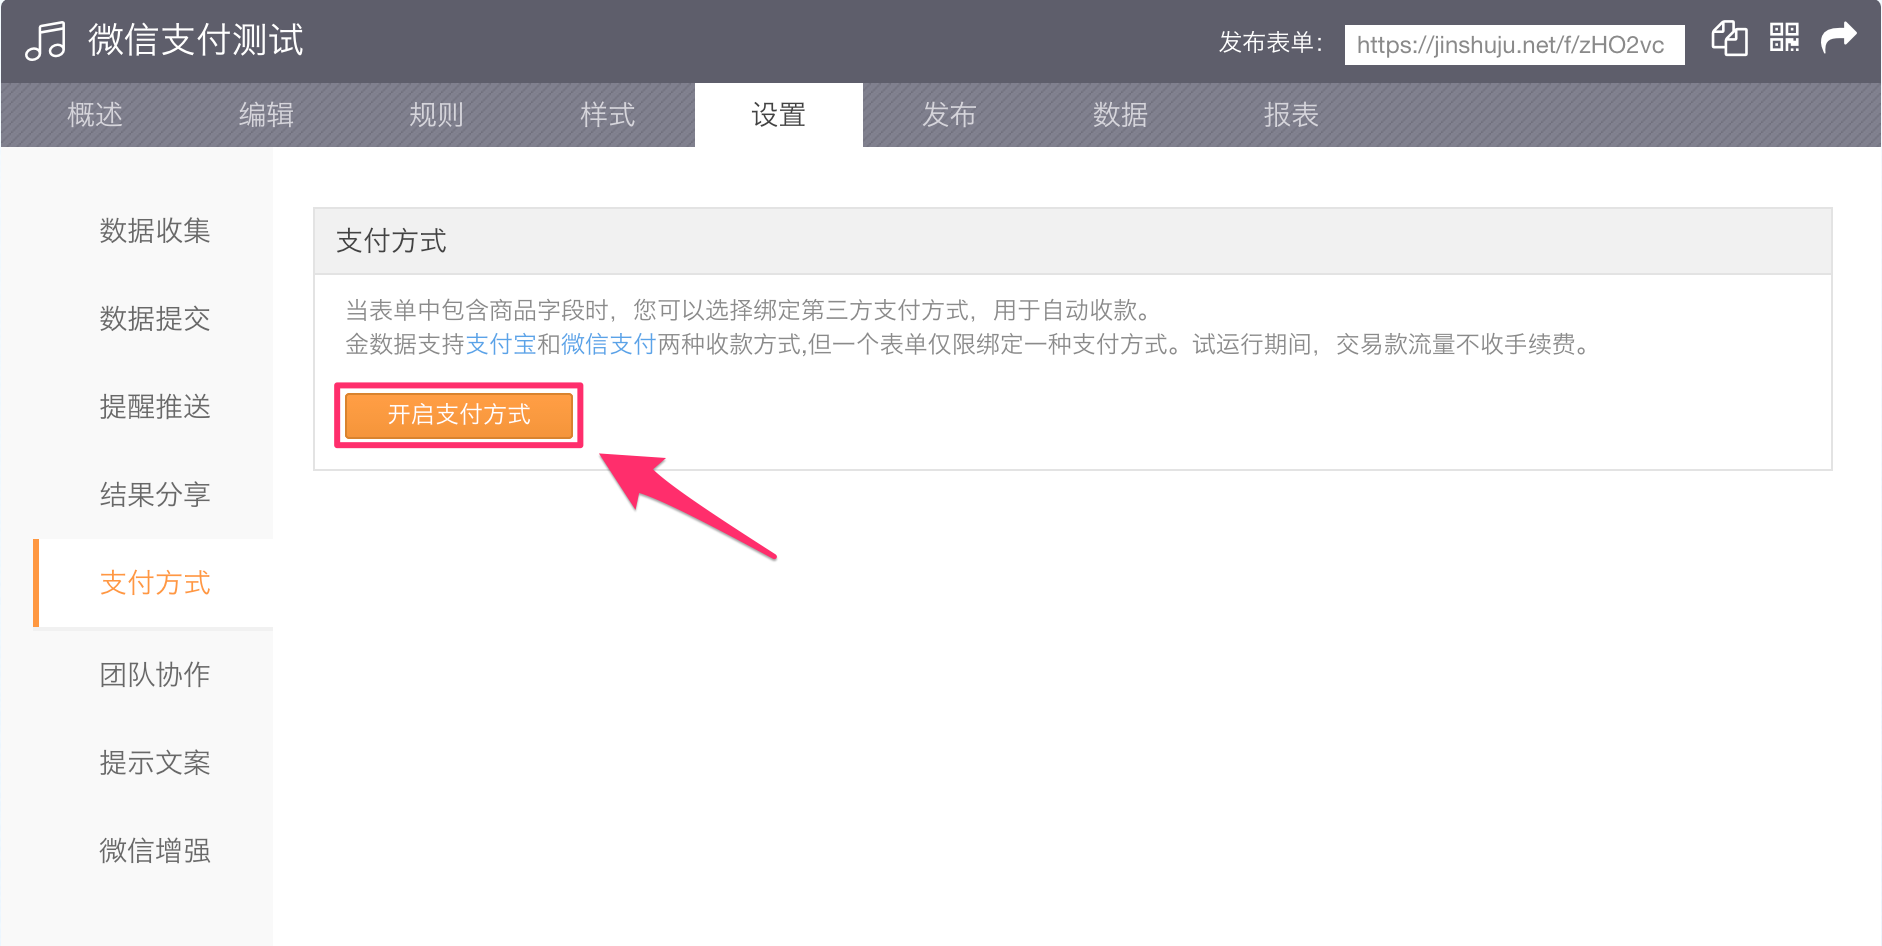 微信支付测试
发布表单： https://jinshuju.net/f/zHO2vc
概述 编辑 规则 样式 设置 发布 数据 报表
数据收集
数据提交
提醒推送
结果分享
支付方式
团队协作
提示文案
微信增强
支付方式
当表单中包含商品字段时，您可以选择绑定第三方支付方式，用于自动收款。
金数据支持支付宝和微信支付两种收款方式,但一个表单仅限绑定一种支付方式。试运行期间，交易款流量不收手续费。
开启支付方式